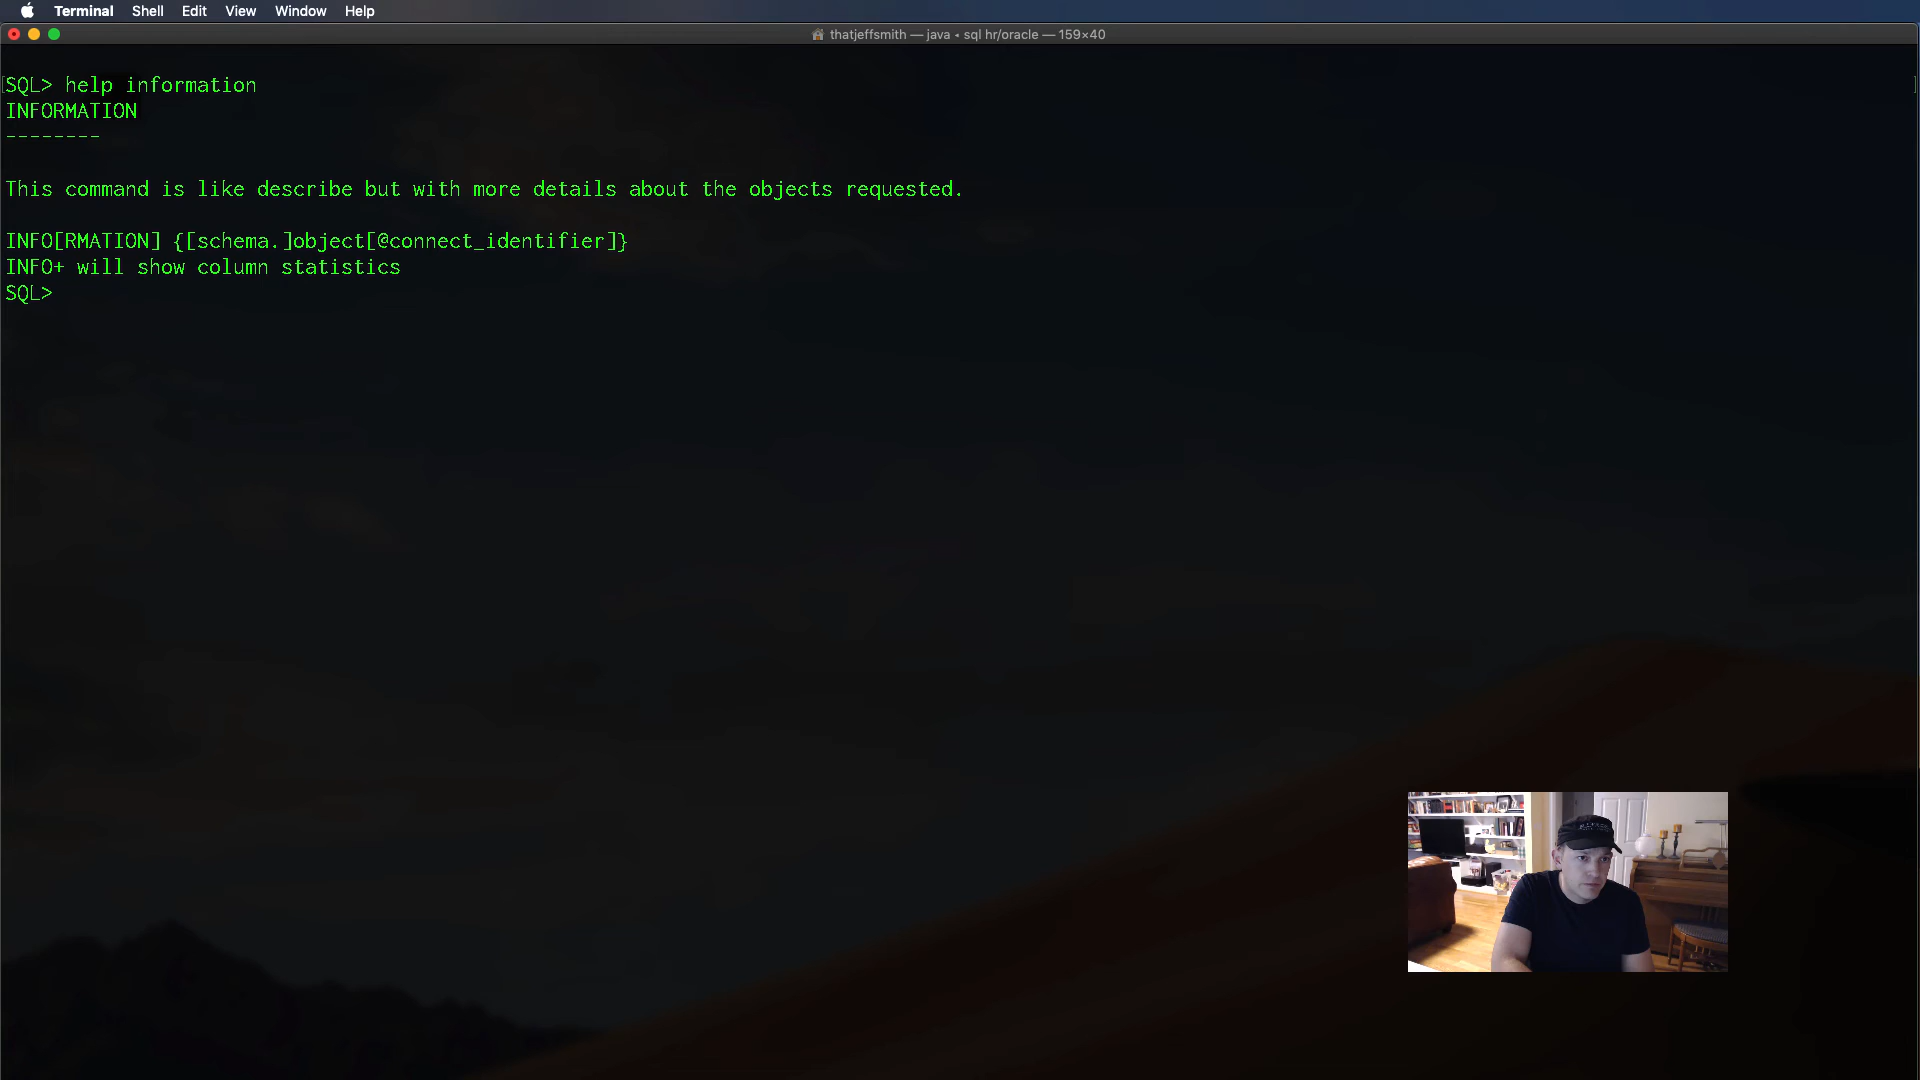 Terminal Shell Edit View Window Help
thatjeffsmith — java ◂ sql hr/oracle — 159×40
SQL> help information
INFORMATION
--------
This command is like describe but with more details about the objects requested.
INFO[RMATION] {[schema.]object[@connect_identifier]}
INFO+ will show column statistics
SQL>